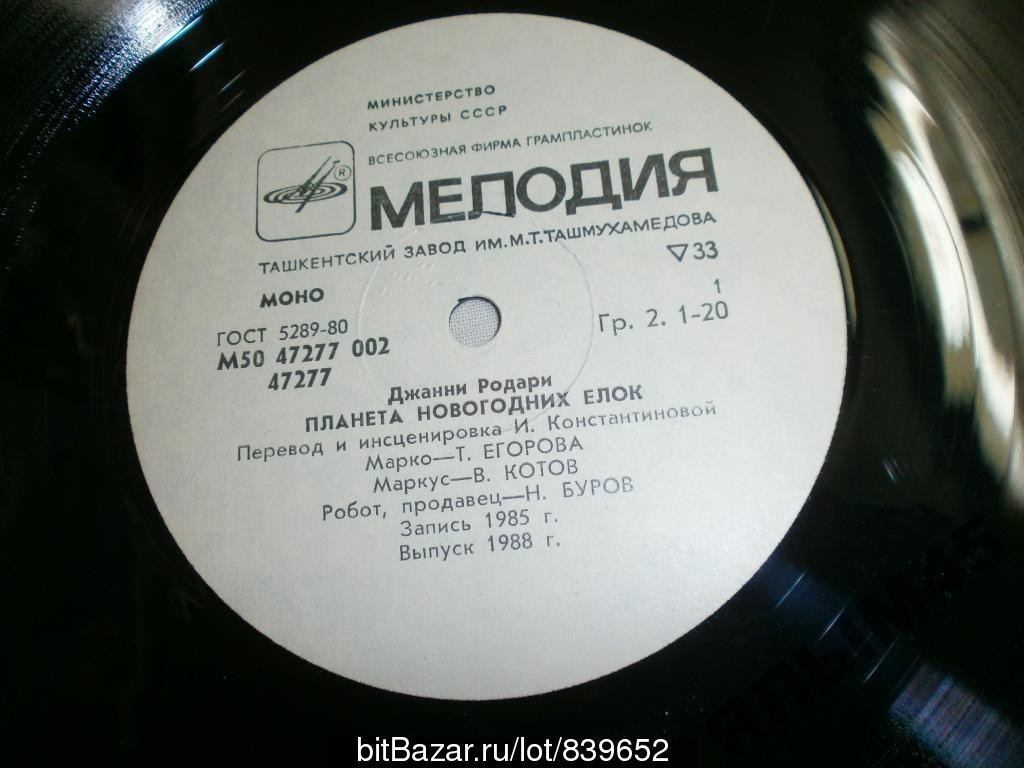 МИНИСТЕРСТВО
КУЛЬТУРЫ СССР
ВСЕСОЮЗНАЯ ФИРМА ГРАМПЛАСТИНОК
®
МЕЛОДИЯ
ТАШКЕНТСКИЙ ЗАВОД ИМ. М.Т.ТАШМУХАМЕДОВА
▽33
МОНО
1
ГОСТ 5289-80
Гр. 2. 1-20
М50 47277 002
47277
Джанни Родари
ПЛАНЕТА НОВОГОДНИХ ЕЛОК
Перевод и инсценировка И. Константиновой
Марко—Т. ЕГОРОВА
Маркус—В. КОТОВ
Робот, продавец—Н. БУРОВ
Запись 1985 г.
Выпуск 1988 г.
bitBazar.ru/lot/839652